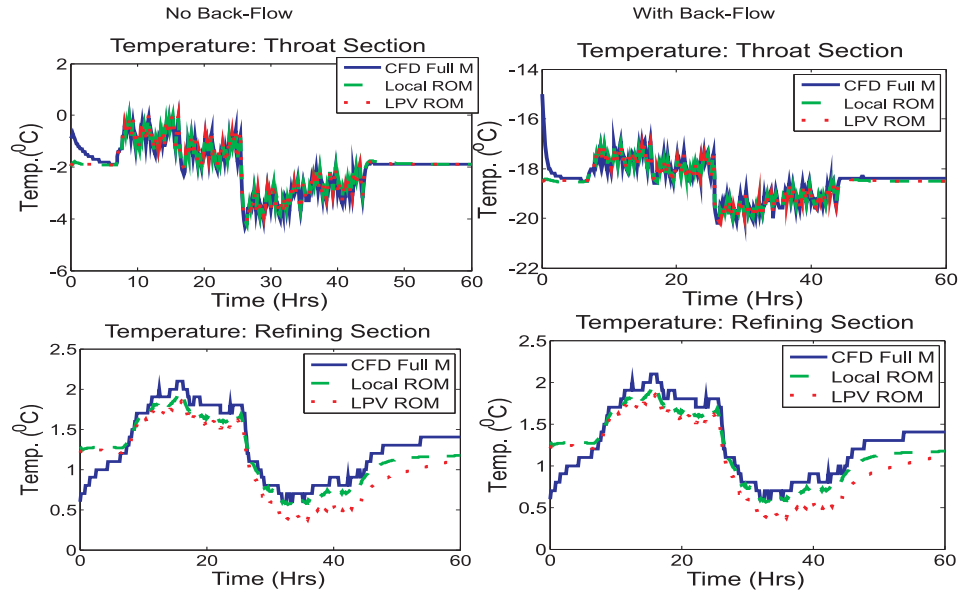 No Back-Flow
With Back-Flow
Temperature: Throat Section
CFD Full M
Local ROM
LPV ROM
Temp.(⁰C)
2
0
-2
-4
-6
0
10
20
30
40
50
60
Time (Hrs)
Temperature: Throat Section
CFD Full M
Local ROM
LPV ROM
Temp.(⁰C)
-14
-16
-18
-20
-22
0
20
40
60
Time (Hrs)
Temperature: Refining Section
CFD Full M
Local ROM
LPV ROM
Temp. (⁰C)
2.5
2
1.5
1
0.5
0
0
20
40
60
Time (Hrs)
Temperature: Refining Section
CFD Full M
Local ROM
LPV ROM
Temp. (⁰C)
2.5
2
1.5
1
0.5
0
0
20
40
60
Time (Hrs)